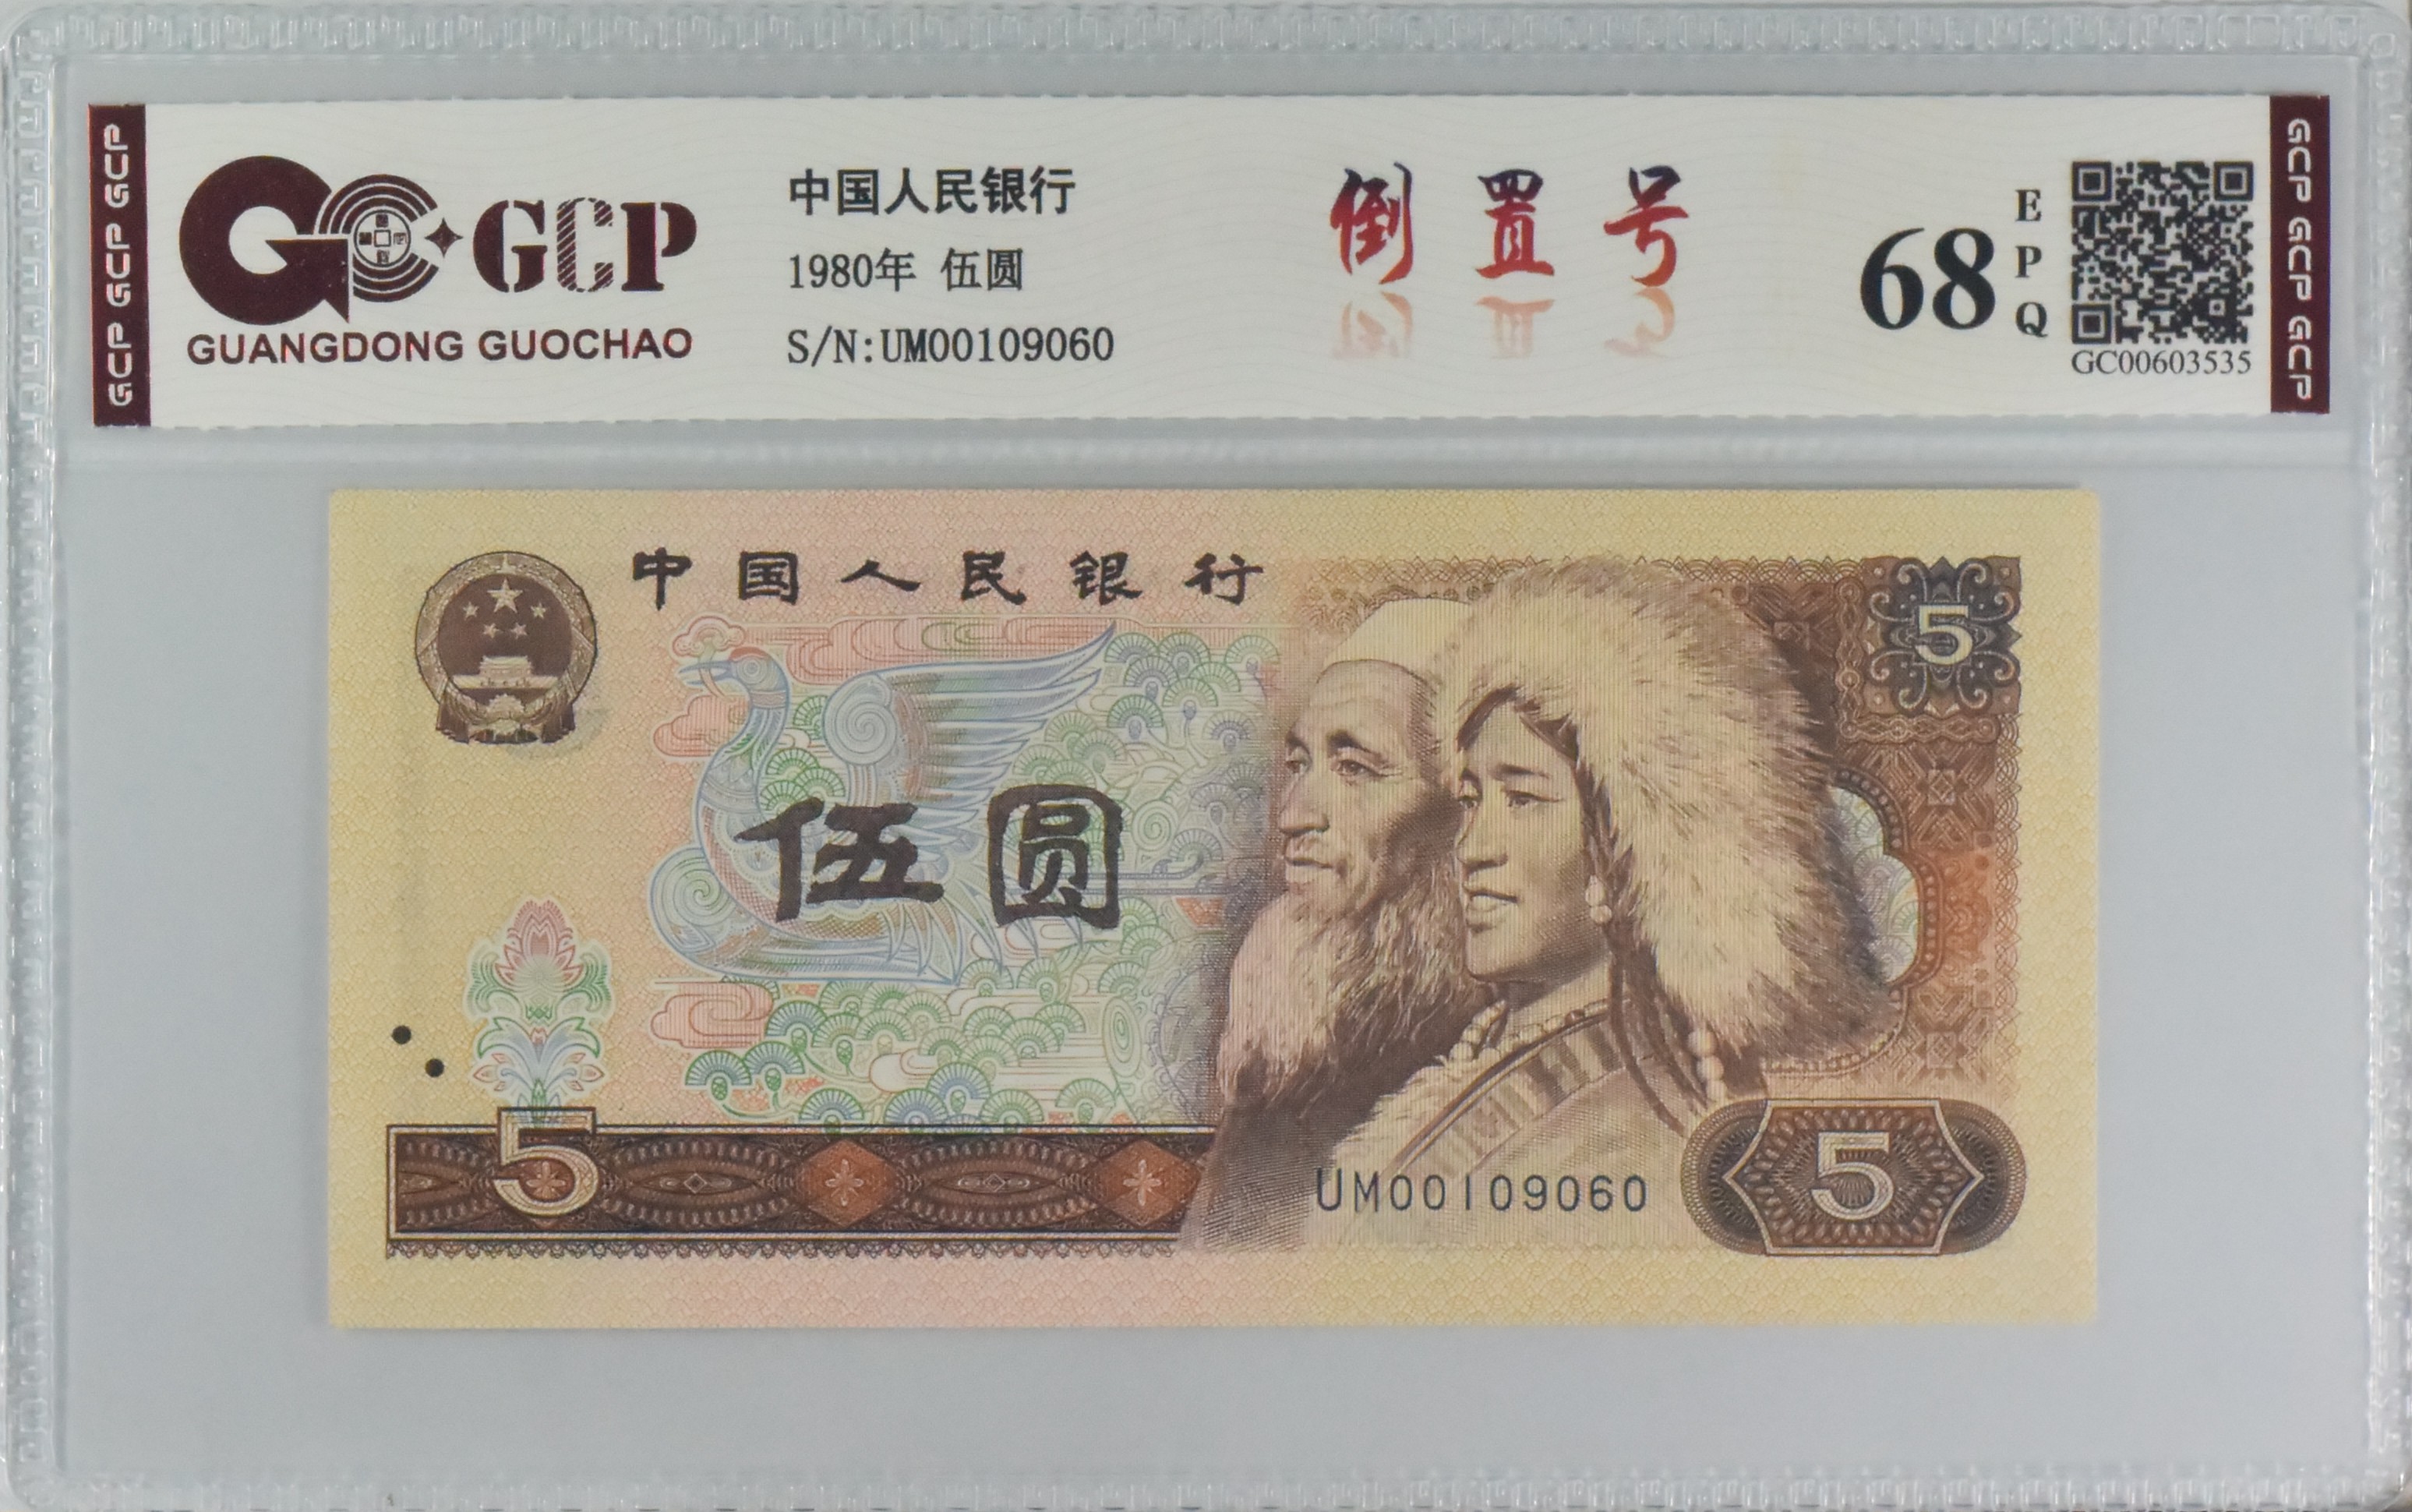 GCP GCP GCP
GCP
GUANGDONG GUOCHAO
中国人民银行
1980年 伍圆
S/N:UM00109060
倒置号
68
EPQ
GC00603535
GCP GCP GCP
中国人民银行
5
伍圆
5
UM00109060
5